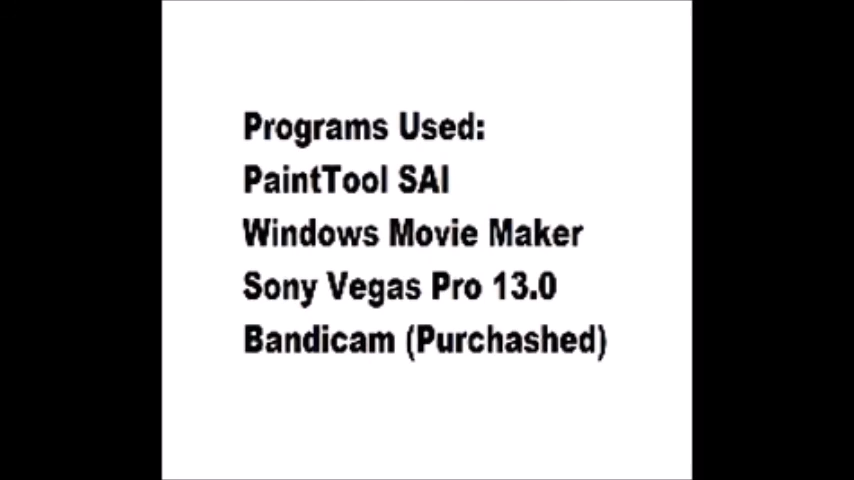 Programs Used:
PaintTool SAI
Windows Movie Maker
Sony Vegas Pro 13.0
Bandicam (Purchashed)